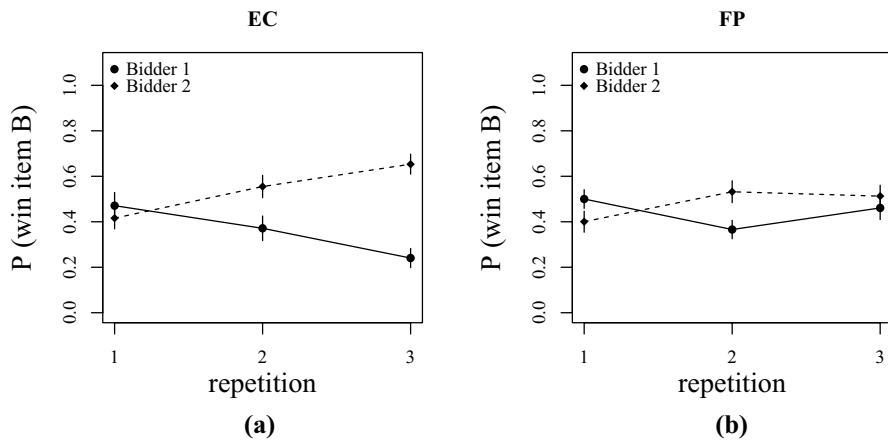 EC
Bidder 1
Bidder 2
P (win item B)
0.0 0.2 0.4 0.6 0.8 1.0
1 2 3
repetition
(a)
FP
Bidder 1
Bidder 2
P (win item B)
0.0 0.2 0.4 0.6 0.8 1.0
1 2 3
repetition
(b)